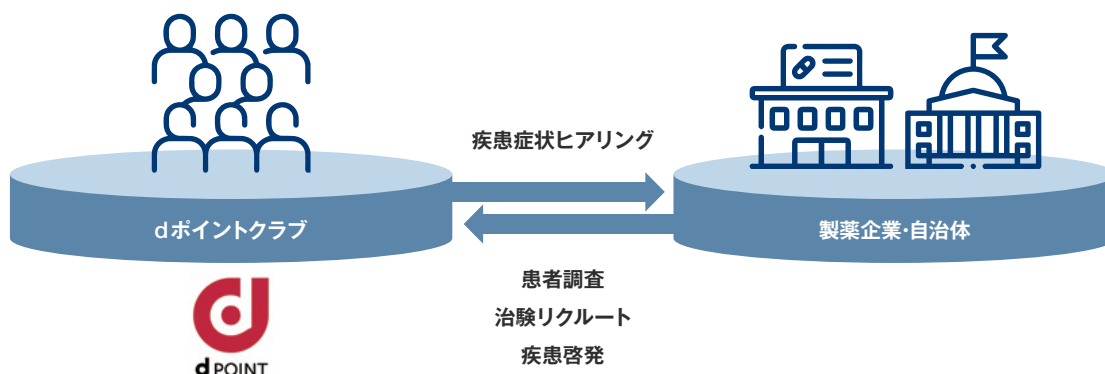 疾患症状ヒアリング
dポイントクラブ
製薬企業・自治体
患者調査
治験リクルート
疾患啓発
d POINT